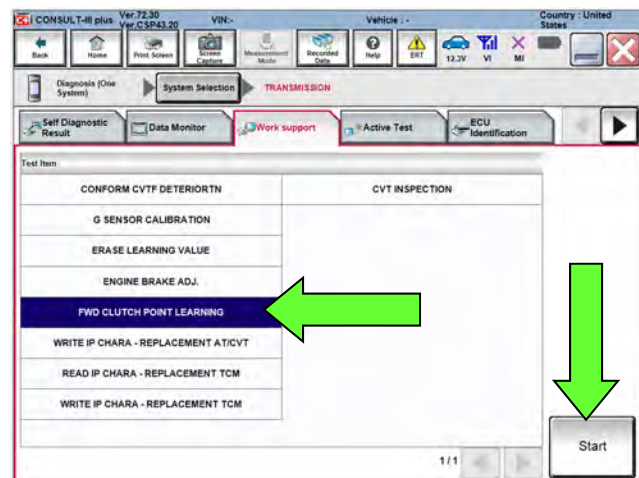 CONSULT-III plus Ver.72.30 VIN:- Vehicle : - Country : United
Ver.CSP43.20 States
Back Home Print Screen Screen Capture Measurement Mode Recorded Data Help ERT 12.3V VI MI
Diagnosis (One System) System Selection TRANSMISSION
Self Diagnostic Result Data Monitor Work support Active Test ECU Identification
Test Item
CONFORM CVTF DETERIORTN CVT INSPECTION
G SENSOR CALIBRATION
ERASE LEARNING VALUE
ENGINE BRAKE ADJ.
FWD CLUTCH POINT LEARNING
WRITE IP CHARA - REPLACEMENT AT/CVT
READ IP CHARA - REPLACEMENT TCM
WRITE IP CHARA - REPLACEMENT TCM
1/1
Start